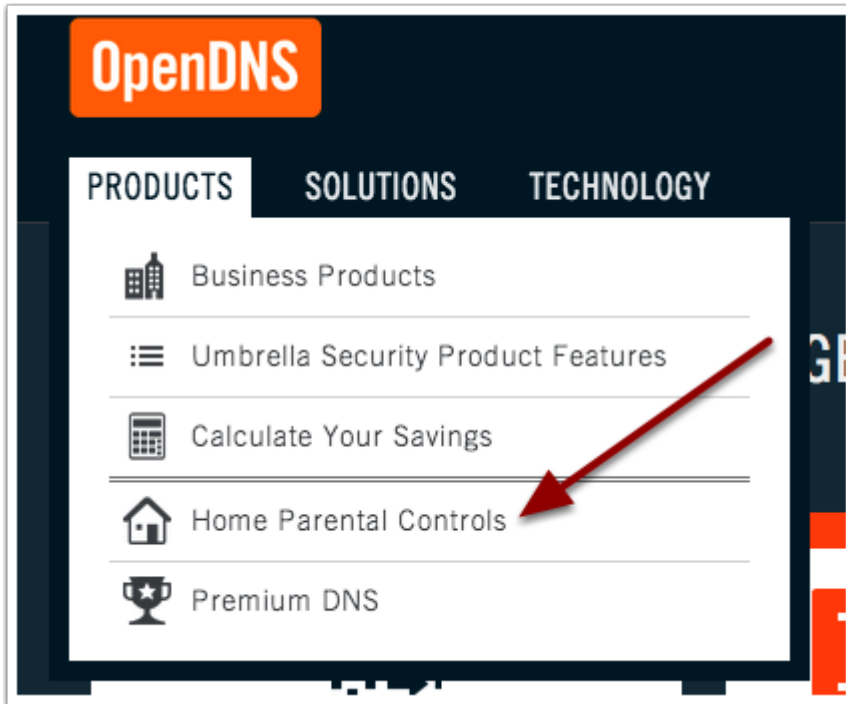 OpenDNS
PRODUCTS SOLUTIONS TECHNOLOGY
Business Products
Umbrella Security Product Features
Calculate Your Savings
Home Parental Controls
Premium DNS